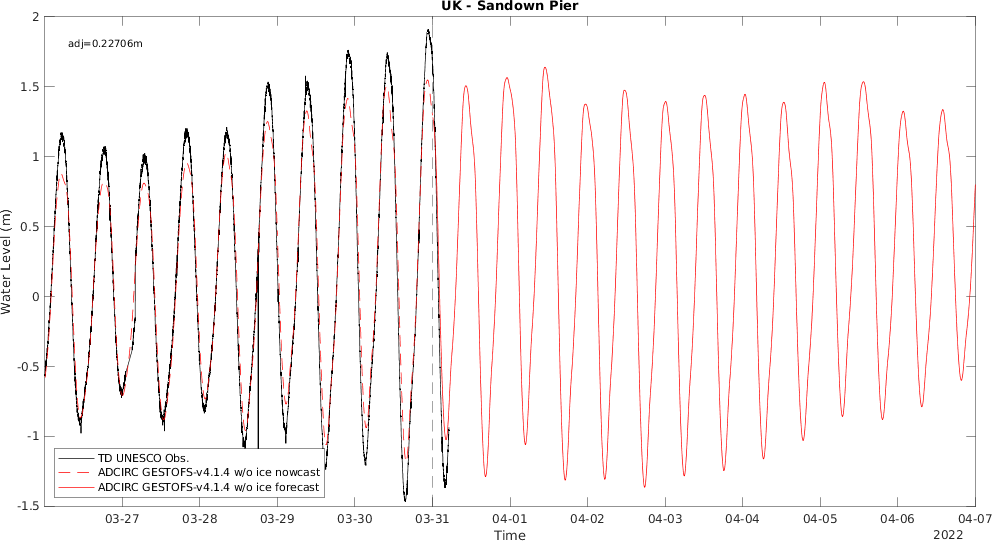 UK - Sandown Pier
adj=0.22706m
Water Level (m)
2
1.5
1
0.5
0
-0.5
-1
-1.5
TD UNESCO Obs.
ADCIRC GESTOFS-v4.1.4 w/o ice nowcast
ADCIRC GESTOFS-v4.1.4 w/o ice forecast
03-27 03-28 03-29 03-30 03-31 04-01 04-02 04-03 04-04 04-05 04-06 04-07
Time
2022